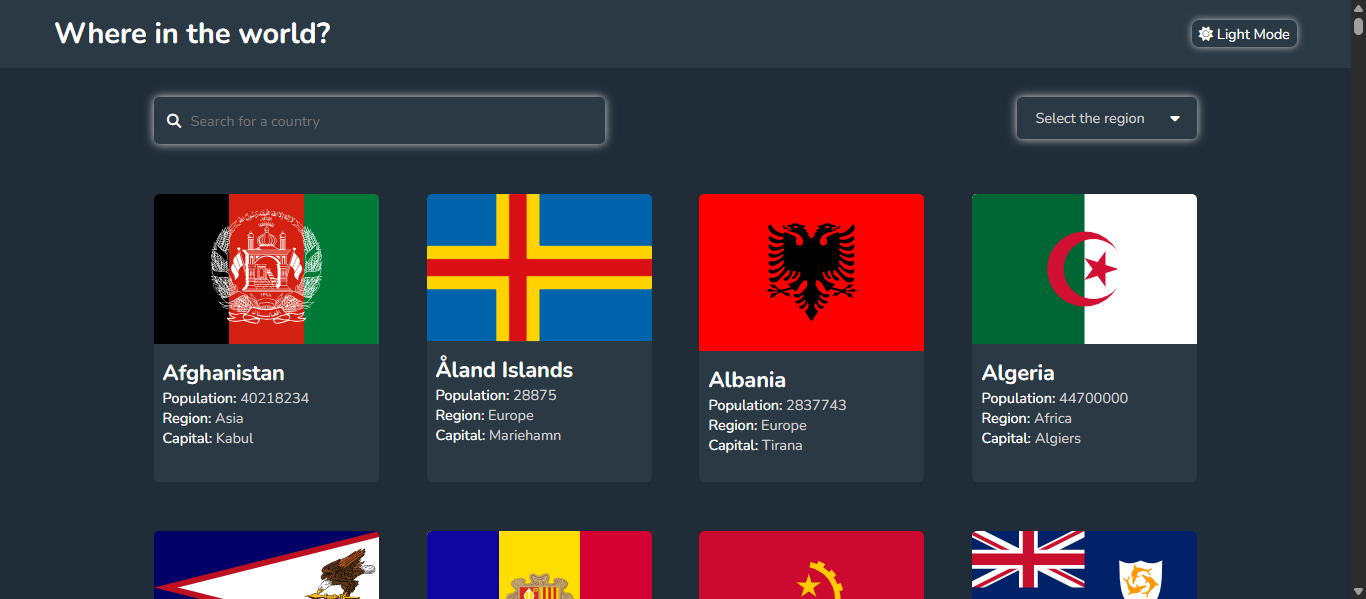 Where in the world?
Light Mode
Search for a country
Select the region
Afghanistan
Population: 40218234
Region: Asia
Capital: Kabul
Åland Islands
Population: 28875
Region: Europe
Capital: Mariehamn
Albania
Population: 2837743
Region: Europe
Capital: Tirana
Algeria
Population: 44700000
Region: Africa
Capital: Algiers